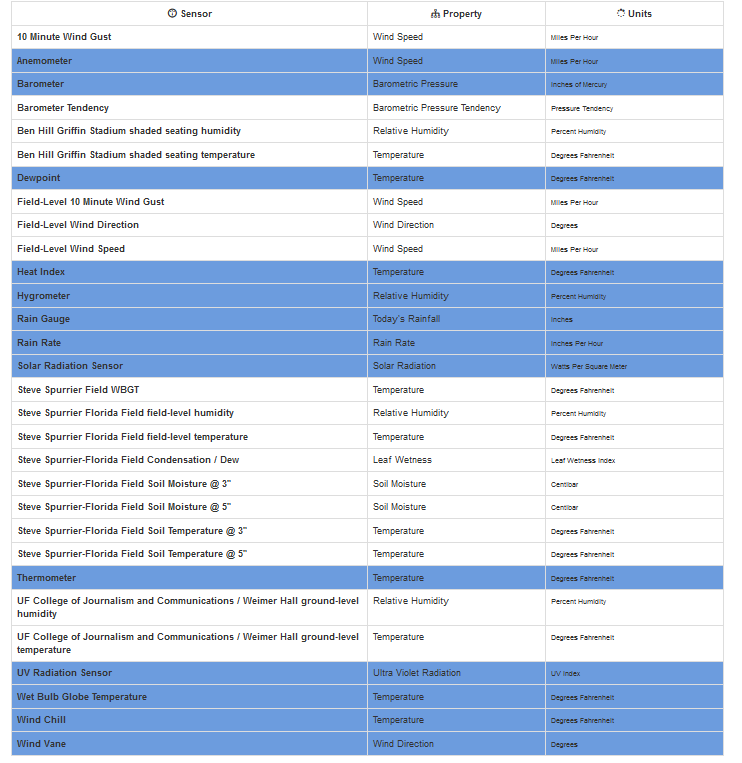 Sensor Property Units
10 Minute Wind Gust Wind Speed Miles Per Hour
Anemometer Wind Speed Miles Per Hour
Barometer Barometric Pressure Inches of Mercury
Barometer Tendency Barometric Pressure Tendency Pressure Tendency
Ben Hill Griffin Stadium shaded seating humidity Relative Humidity Percent Humidity
Ben Hill Griffin Stadium shaded seating temperature Temperature Degrees Fahrenheit
Dewpoint Temperature Degrees Fahrenheit
Field-Level 10 Minute Wind Gust Wind Speed Miles Per Hour
Field-Level Wind Direction Wind Direction Degrees
Field-Level Wind Speed Wind Speed Miles Per Hour
Heat Index Temperature Degrees Fahrenheit
Hygrometer Relative Humidity Percent Humidity
Rain Gauge Today's Rainfall Inches
Rain Rate Rain Rate Inches Per Hour
Solar Radiation Sensor Solar Radiation Watts Per Square Meter
Steve Spurrier Field WBGT Temperature Degrees Fahrenheit
Steve Spurrier Florida Field field-level humidity Relative Humidity Percent Humidity
Steve Spurrier Florida Field field-level temperature Temperature Degrees Fahrenheit
Steve Spurrier-Florida Field Condensation / Dew Leaf Wetness Leaf Wetness Index
Steve Spurrier-Florida Field Soil Moisture @ 3" Soil Moisture Centibar
Steve Spurrier-Florida Field Soil Moisture @ 5" Soil Moisture Centibar
Steve Spurrier-Florida Field Soil Temperature @ 3" Temperature Degrees Fahrenheit
Steve Spurrier-Florida Field Soil Temperature @ 5" Temperature Degrees Fahrenheit
Thermometer Temperature Degrees Fahrenheit
UF College of Journalism and Communications / Weimer Hall ground-level Relative Humidity Percent Humidity
humidity
UF College of Journalism and Communications / Weimer Hall ground-level Temperature Degrees Fahrenheit
temperature
UV Radiation Sensor Ultra Violet Radiation UV Index
Wet Bulb Globe Temperature Temperature Degrees Fahrenheit
Wind Chill Temperature Degrees Fahrenheit
Wind Vane Wind Direction Degrees